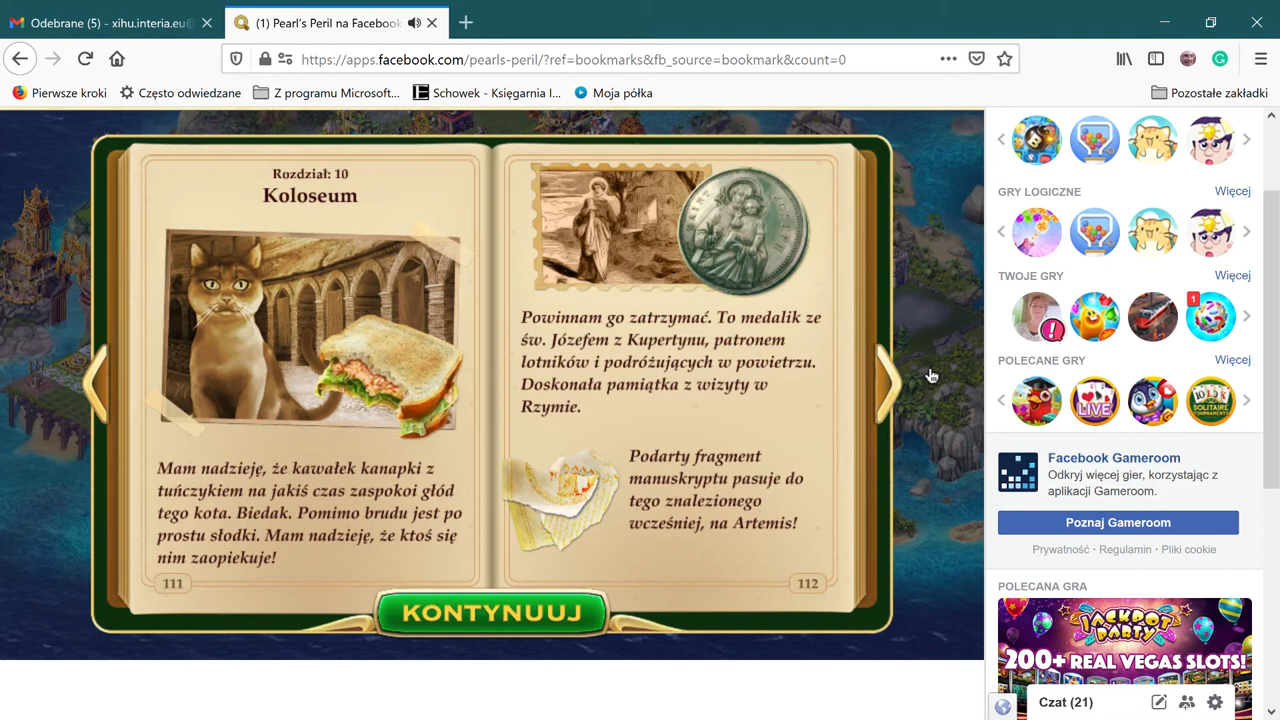 Odebrane (5) - xihu.interia.eu@
(1) Pearl's Peril na Facebook
https://apps.facebook.com/pearls-peril/?ref=bookmarks&fb_source=bookmark&count=0
Pierwsze kroki
Często odwiedzane
Z programu Microsoft...
Schowek - Księgarnia I...
Moja półka
Pozostałe zakładki
Rozdział: 10
Koloseum
Mam nadzieję, że kawałek kanapki z
tuńczykiem na jakiś czas zaspokoi głód
tego kota. Biedak. Pomimo brudu jest po
prostu słodki. Mam nadzieję, że ktoś się
nim zaopiekuje!
111
Powinnam go zatrzymać. To medalik ze
św. Józefem z Kupertynu, patronem
lotników i podróżujących w powietrzu.
Doskonała pamiątka z wizyty w
Rzymie.
Podarty fragment
manuskryptu pasuje do
tego znalezionego
wcześniej, na Artemis!
112
KONTYNUUJ
GRY LOGICZNE
Więcej
TWOJE GRY
Więcej
1
POLECANE GRY
Więcej
LIVE
SOLITAIRE
Facebook Gameroom
Odkryj więcej gier, korzystając z
aplikacji Gameroom.
Poznaj Gameroom
Prywatność · Regulamin · Pliki cookie
POLECANA GRA
JACKPOT
PARTY
200+ REAL VEGAS SLOTS!
Czat (21)